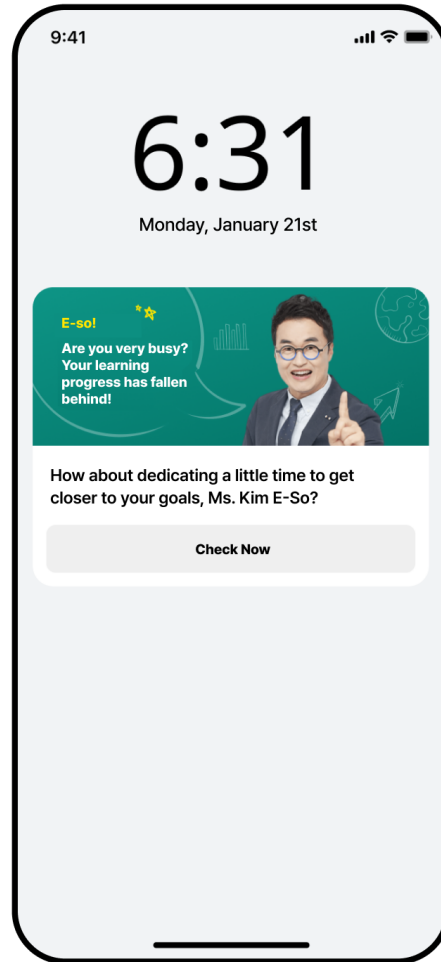 9:41
6:31
Monday, January 21st
E-so!
Are you very busy?
Your learning
progress has fallen
behind!
How about dedicating a little time to get
closer to your goals, Ms. Kim E-So?
Check Now